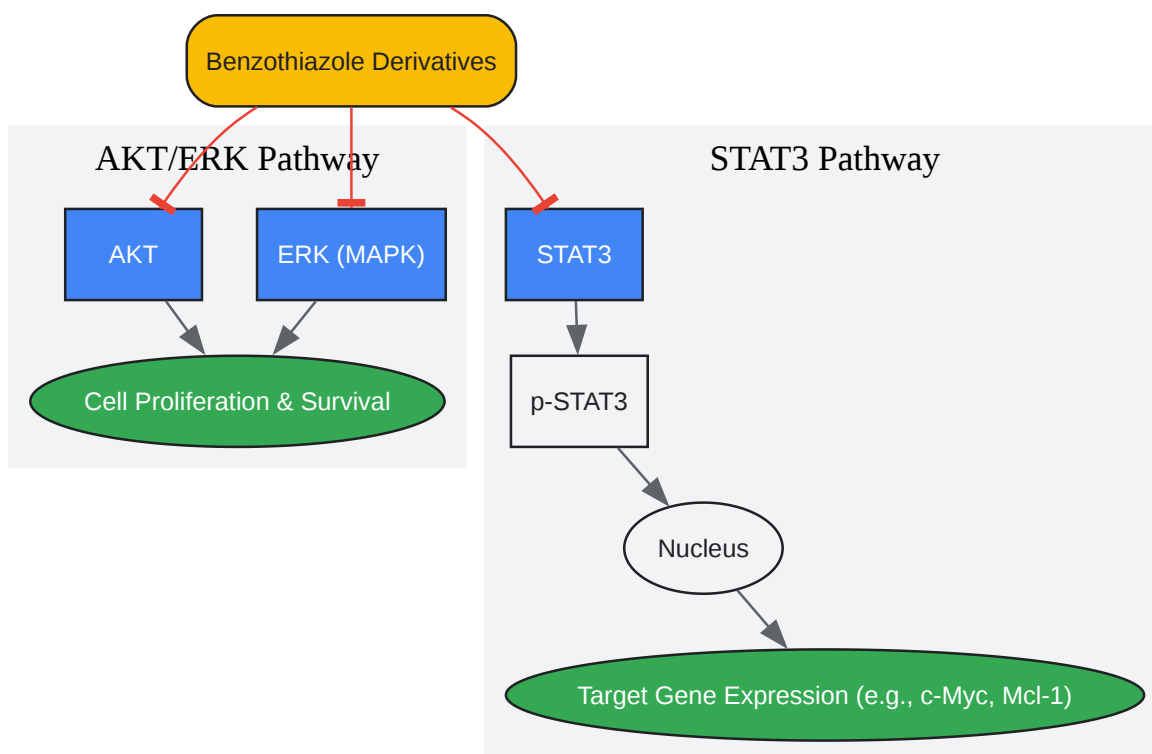 Benzothiazole Derivatives
AKT/ERK Pathway
STAT3 Pathway
AKT
ERK (MAPK)
STAT3
Cell Proliferation & Survival
p-STAT3
Nucleus
Target Gene Expression (e.g., c-Myc, Mcl-1)